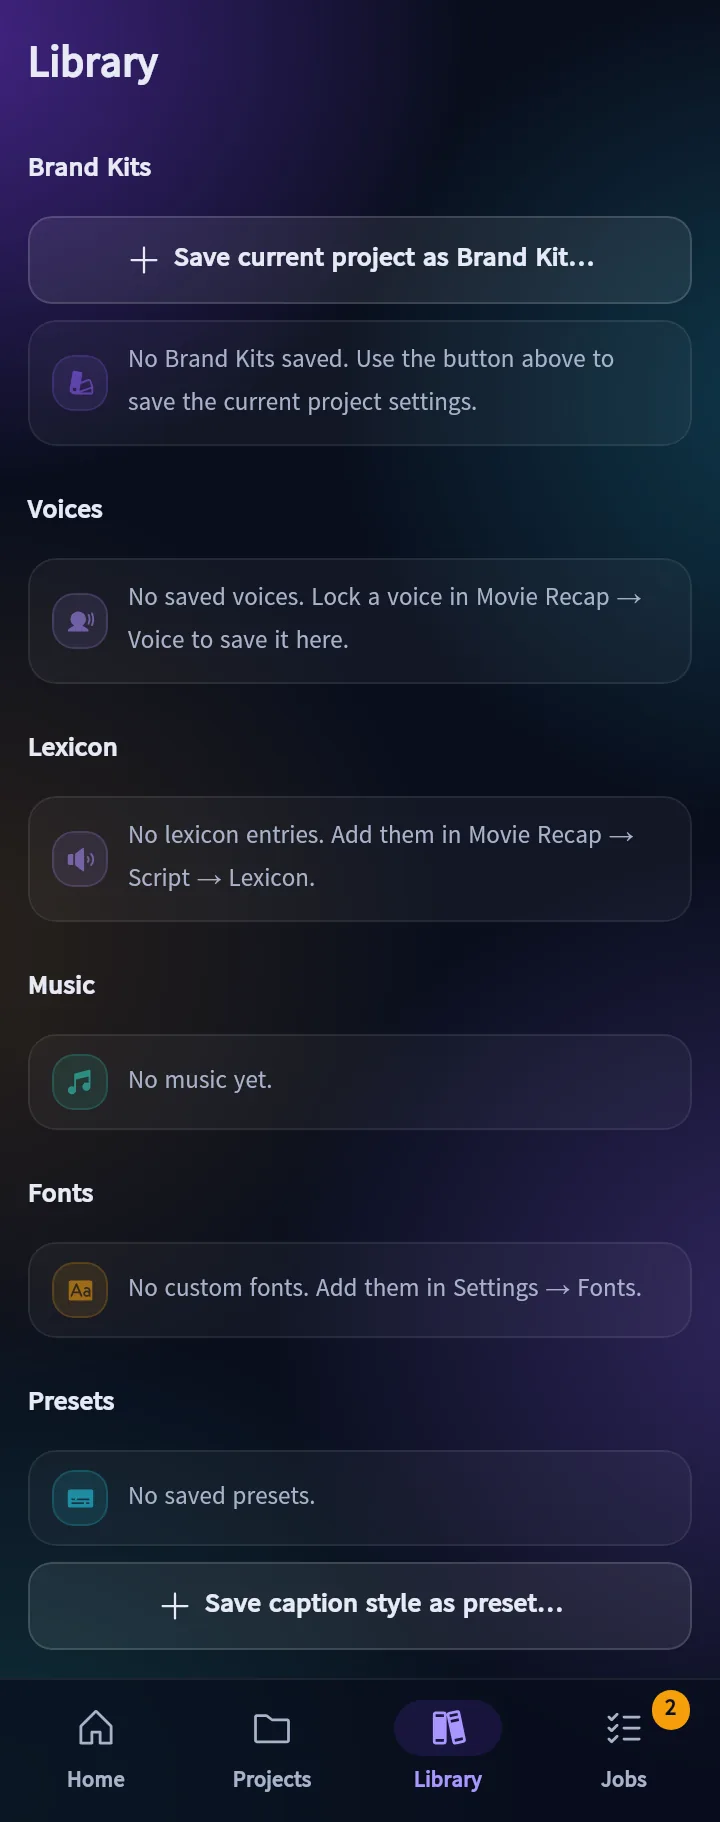 Library
Brand Kits
Save current project as Brand Kit...
No Brand Kits saved. Use the button above to
save the current project settings.
Voices
No saved voices. Lock a voice in Movie Recap →
Voice to save it here.
Lexicon
No lexicon entries. Add them in Movie Recap →
Script → Lexicon.
Music
No music yet.
Fonts
Aa
No custom fonts. Add them in Settings → Fonts.
Presets
No saved presets.
Save caption style as preset...
2
Home
Projects
Library
Jobs